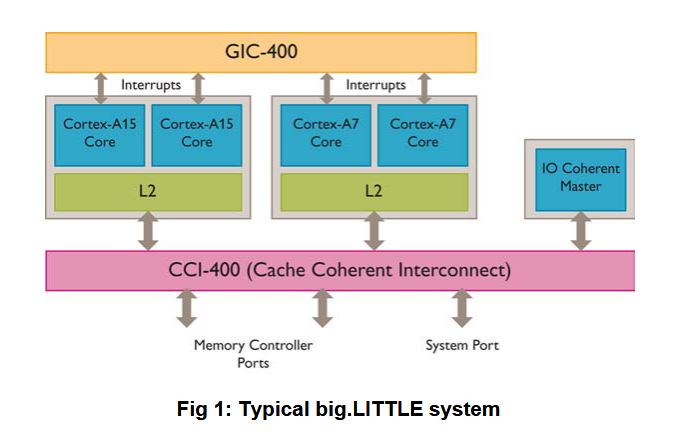 GIC-400
Interrupts
Interrupts
Cortex-A15
Core
Cortex-A15
Core
Cortex-A7
Core
Cortex-A7
Core
L2
L2
IO Coherent
Master
CCI-400 (Cache Coherent Interconnect)
Memory Controller
Ports
System Port
Fig 1: Typical big.LITTLE system